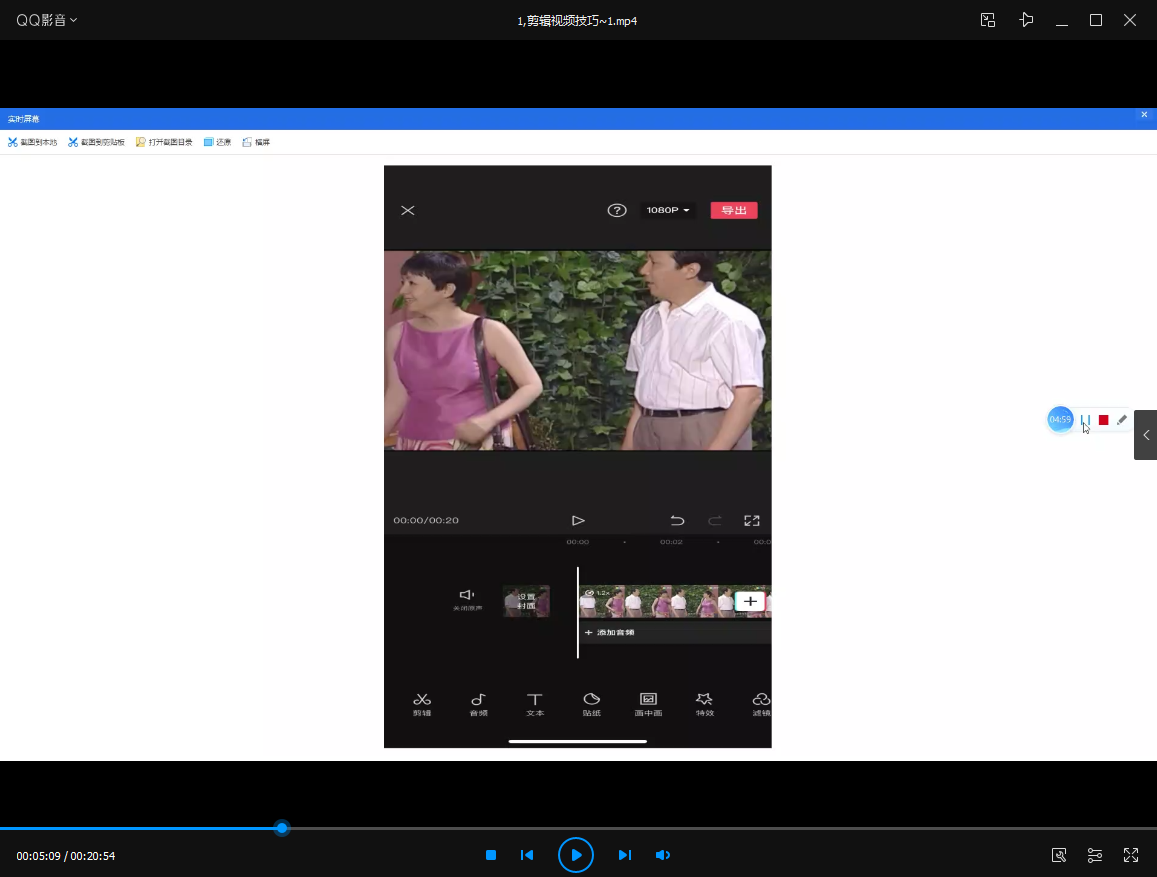 QQ影音
1,剪辑视频技巧~1.mp4
实时屏幕
截图到本地 截图到剪贴板 打开截图目录 还原 横屏
1080P 导出
04:59
00:00/00:20
00:00 00:02 00:0
关闭原声 设置封面 1.2x
+ 添加音频
剪辑 音频 文本 贴纸 画中画 特效 滤镜
00:05:09 / 00:20:54